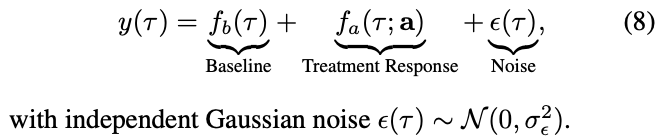 y(τ) = f_b(τ) + f_a(τ; a) + ϵ(τ), (8)
Baseline Treatment Response Noise
with independent Gaussian noise ϵ(τ) ∼ 𝒩(0, σ_ϵ^2).